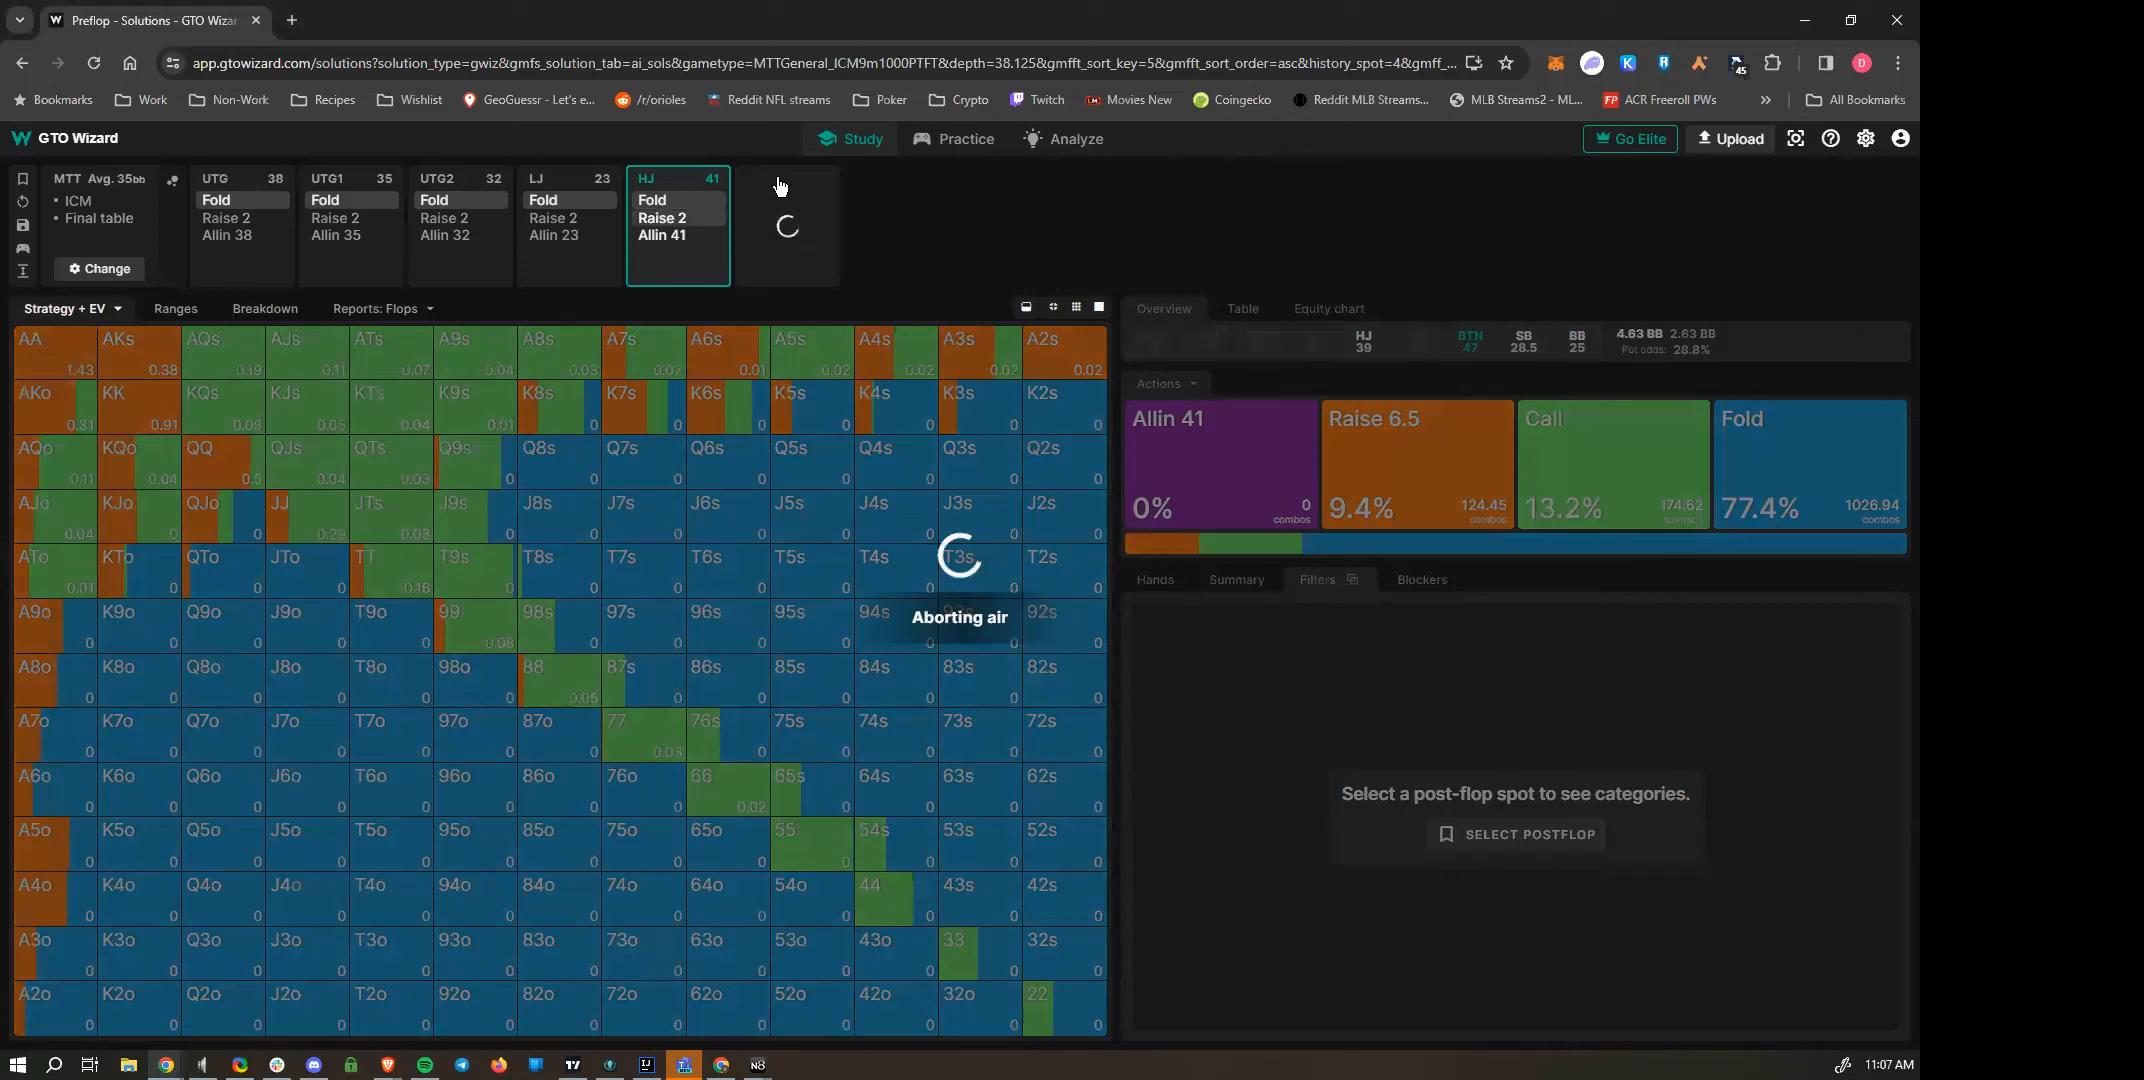 Preflop - Solutions - GTO Wizar
app.gtowizard.com/solutions?solution_type=gwiz&gmfs_solution_tab=ai_sols&gametype=MTTGeneral_ICM9m1000PTFT&depth=38.125&gmfft_sort_key=5&gmfft_sort_order=asc&history_spot=4&gmff_...
45
D
Bookmarks Work Non-Work Recipes Wishlist GeoGuessr - Let's e... /r/orioles Reddit NFL streams Poker Crypto Twitch Movies New Coingecko Reddit MLB Streams... MLB Streams2 - ML... ACR Freeroll PWs » All Bookmarks
GTO Wizard Study Practice Analyze Go Elite Upload
MTT Avg. 35bb UTG 38 UTG1 35 UTG2 32 LJ 23 HJ 41
• ICM Fold Fold Fold Fold Fold
• Final table Raise 2 Raise 2 Raise 2 Raise 2 Raise 2
Allin 38 Allin 35 Allin 32 Allin 23 Allin 41
Change
Strategy + EV Ranges Breakdown Reports: Flops
Overview Table Equity chart
HJ BTN SB BB 4.63 BB 2.63 BB
39 47 28.5 25 Pot odds: 28.8%
Actions
Allin 41 Raise 6.5 Call Fold
0% 0 combos 9.4% 124.45 combos 13.2% 174.62 combos 77.4% 1026.94 combos
Hands Summary Filters Blockers
Select a post-flop spot to see categories.
SELECT POSTFLOP
AA AKs AQs AJs ATs A9s A8s A7s A6s A5s A4s A3s A2s
1.43 0.38 0.19 0.11 0.07 0.04 0.03 0.02 0.01 0.02 0.02 0.02 0.02
AKo KK KQs KJs KTs K9s K8s K7s K6s K5s K4s K3s K2s
0.31 0.91 0.09 0.05 0.04 0.01 0 0 0 0 0 0 0
AQo KQo QQ QJs QTs Q9s Q8s Q7s Q6s Q5s Q4s Q3s Q2s
0.11 0.04 0.5 0.04 0.03 0 0 0 0 0 0 0 0
AJo KJo QJo JJ JTs J9s J8s J7s J6s J5s J4s J3s J2s
0.04 0 0 0.29 0.03 0 0 0 0 0 0 0 0
ATo KTo QTo JTo TT T9s T8s T7s T6s T5s T4s T3s T2s
0.01 0 0 0 0.16 0 0 0 0 0 0 0 0
A9o K9o Q9o J9o T9o 99 98s 97s 96s 95s 94s 93s 92s
Aborting air
0 0 0 0 0 0.08 0 0 0 0 0 0 0
A8o K8o Q8o J8o T8o 98o 88 87s 86s 85s 84s 83s 82s
0 0 0 0 0 0 0.05 0 0 0 0 0 0
A7o K7o Q7o J7o T7o 97o 87o 77 76s 75s 74s 73s 72s
0 0 0 0 0 0 0 0.03 0 0 0 0 0
A6o K6o Q6o J6o T6o 96o 86o 76o 66 65s 64s 63s 62s
0 0 0 0 0 0 0 0 0.02 0 0 0 0
A5o K5o Q5o J5o T5o 95o 85o 75o 65o 55 54s 53s 52s
0 0 0 0 0 0 0 0 0 0 0 0 0
A4o K4o Q4o J4o T4o 94o 84o 74o 64o 54o 44 43s 42s
0 0 0 0 0 0 0 0 0 0 0 0 0
A3o K3o Q3o J3o T3o 93o 83o 73o 63o 53o 43o 33 32s
0 0 0 0 0 0 0 0 0 0 0 0 0
A2o K2o Q2o J2o T2o 92o 82o 72o 62o 52o 42o 32o 22
0 0 0 0 0 0 0 0 0 0 0 0 0
N8
11:07 AM